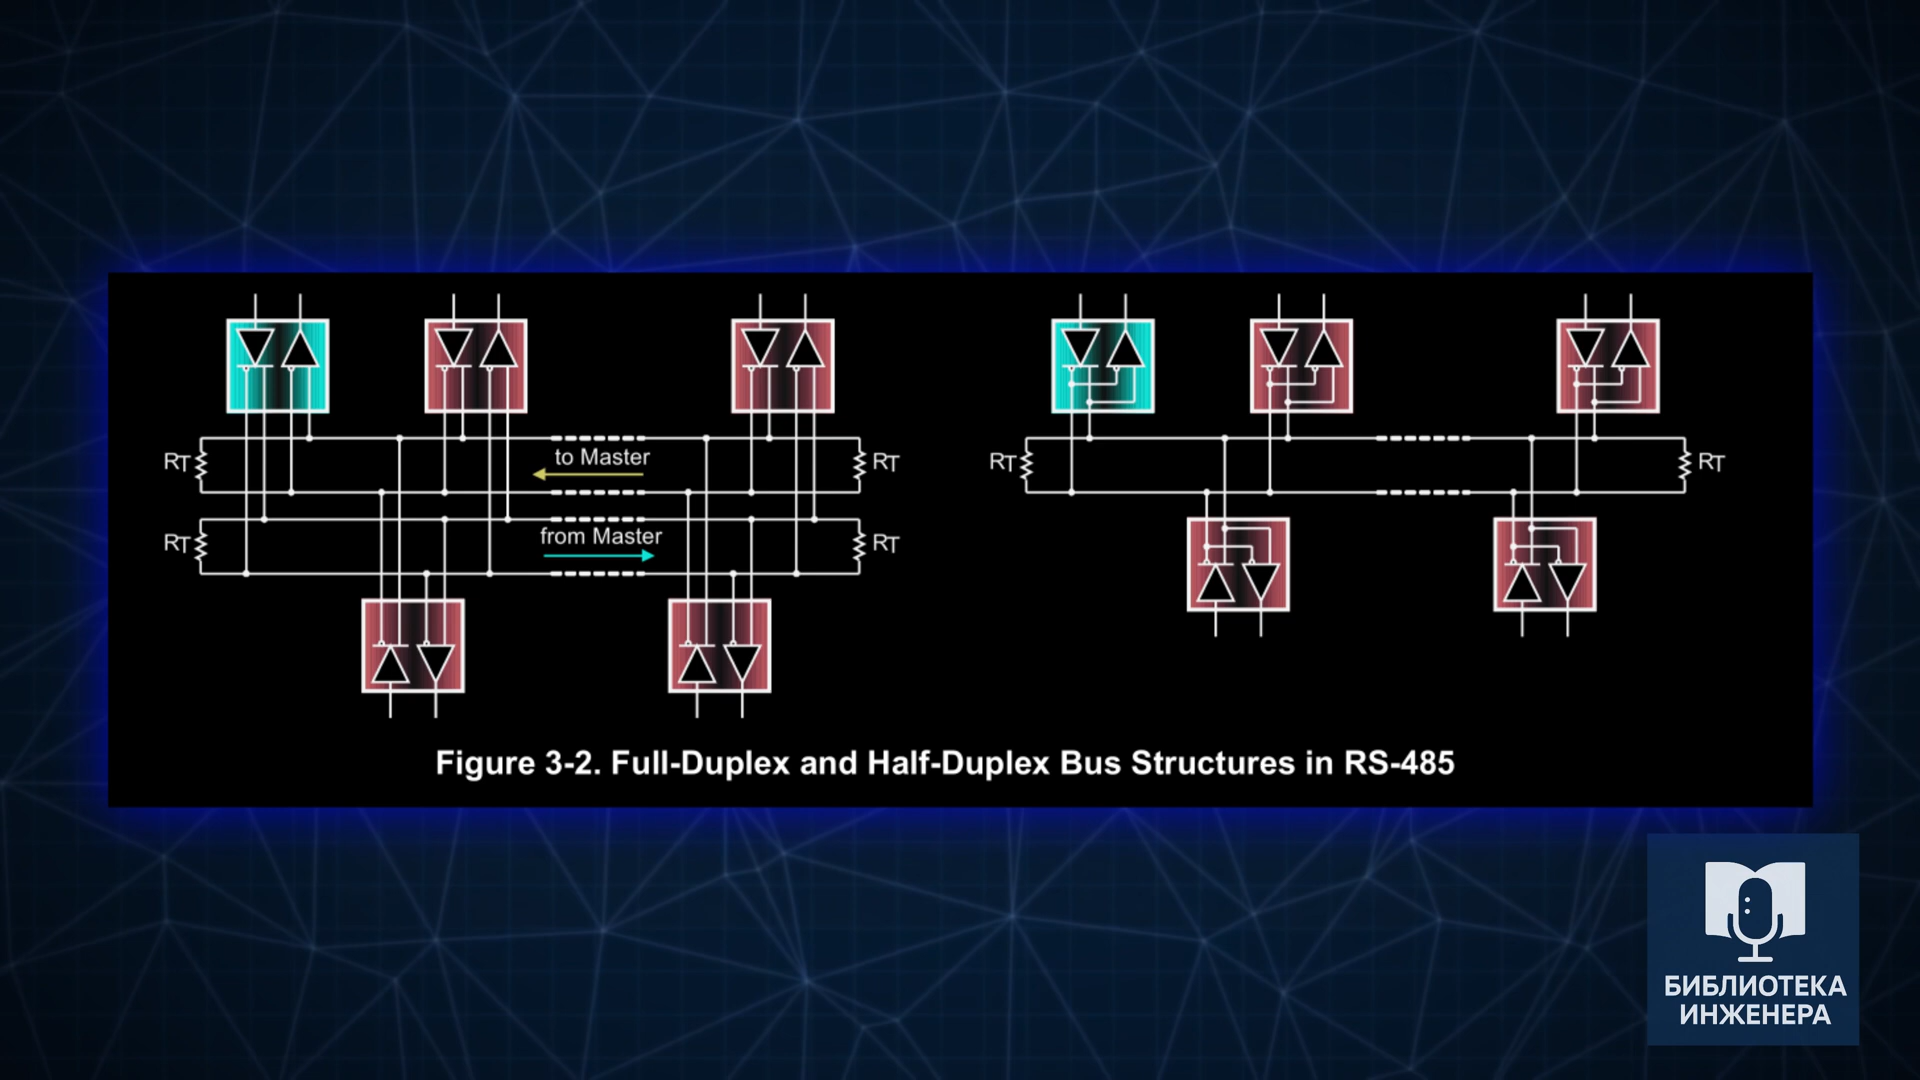 RT
to Master
RT
RT
from Master
RT
RT
RT
Figure 3-2. Full-Duplex and Half-Duplex Bus Structures in RS-485
БИБЛИОТЕКА
ИНЖЕНЕРА